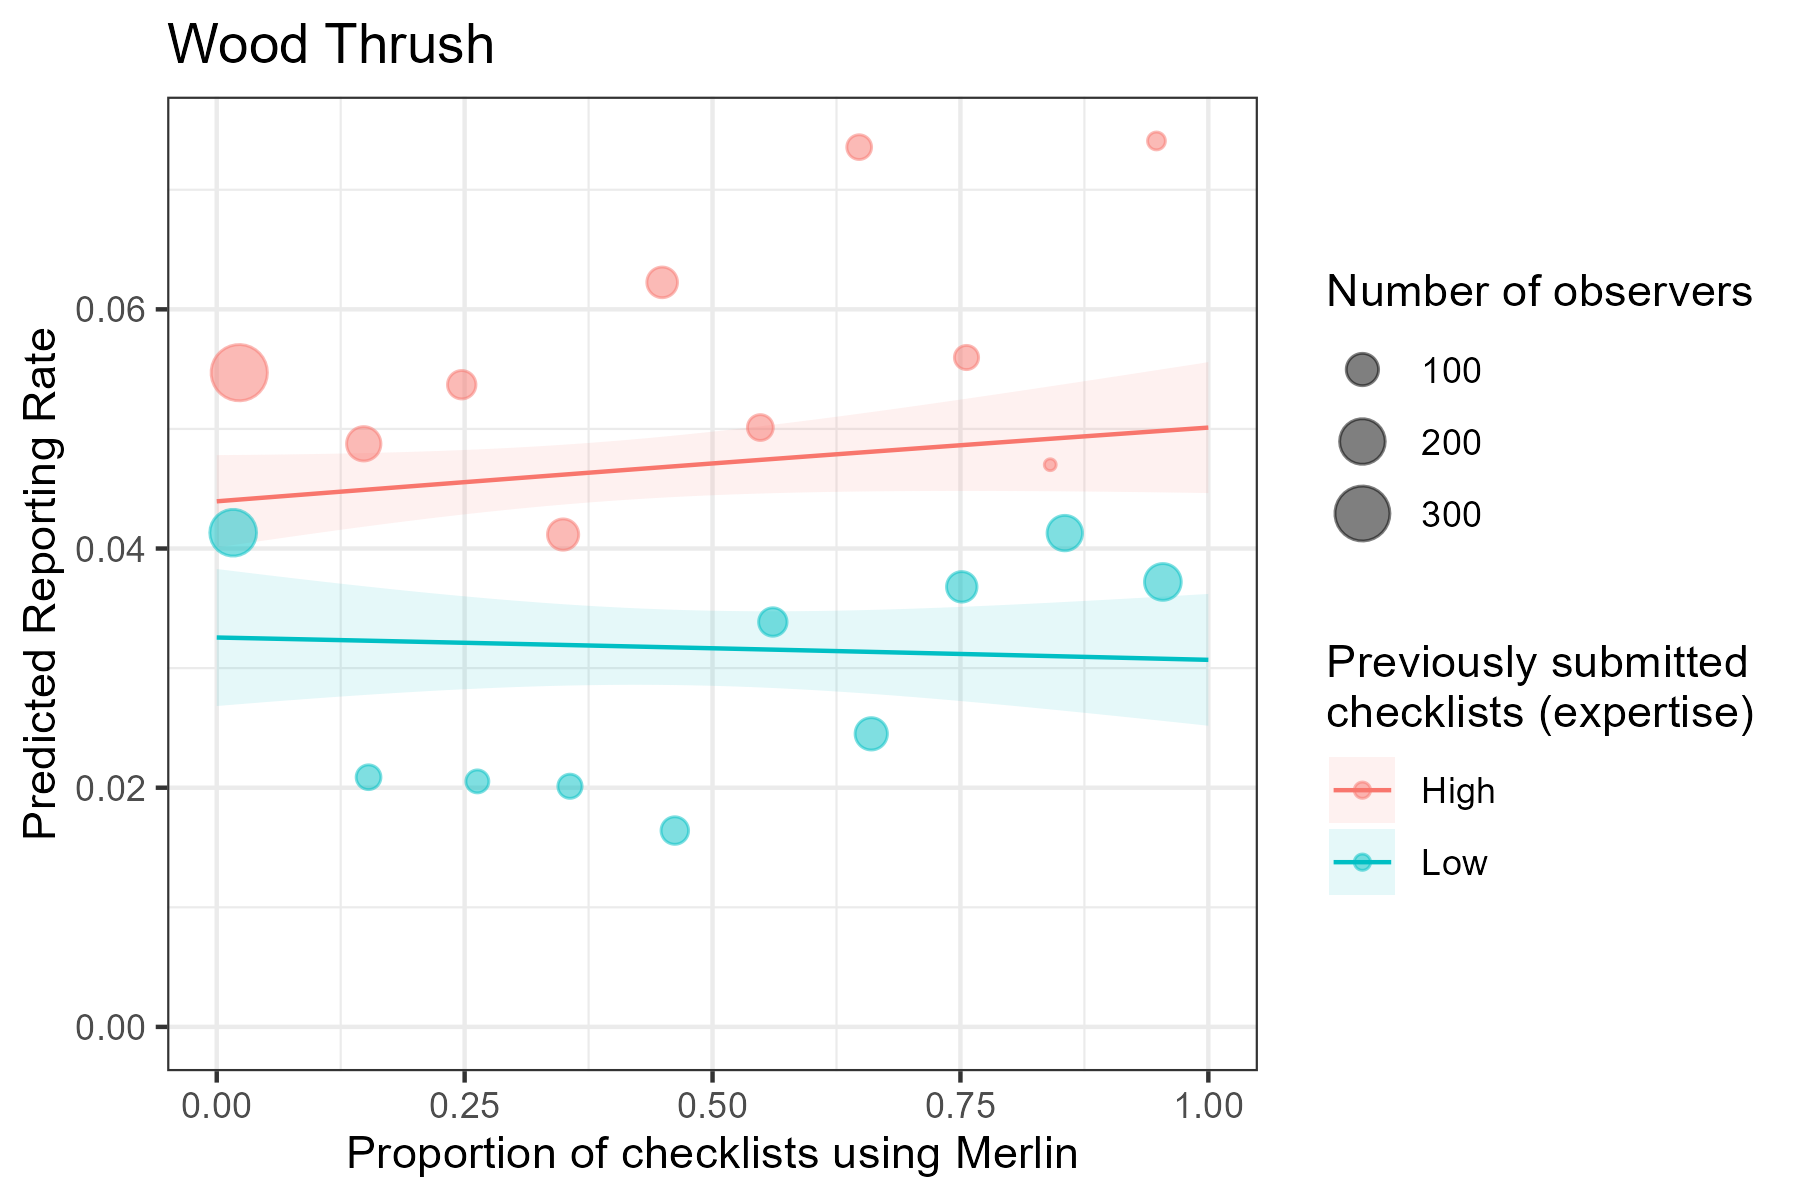 Wood Thrush
Predicted Reporting Rate
0.06
0.04
0.02
0.00
0.00 0.25 0.50 0.75 1.00
Proportion of checklists using Merlin
Number of observers
100
200
300
Previously submitted
checklists (expertise)
High
Low